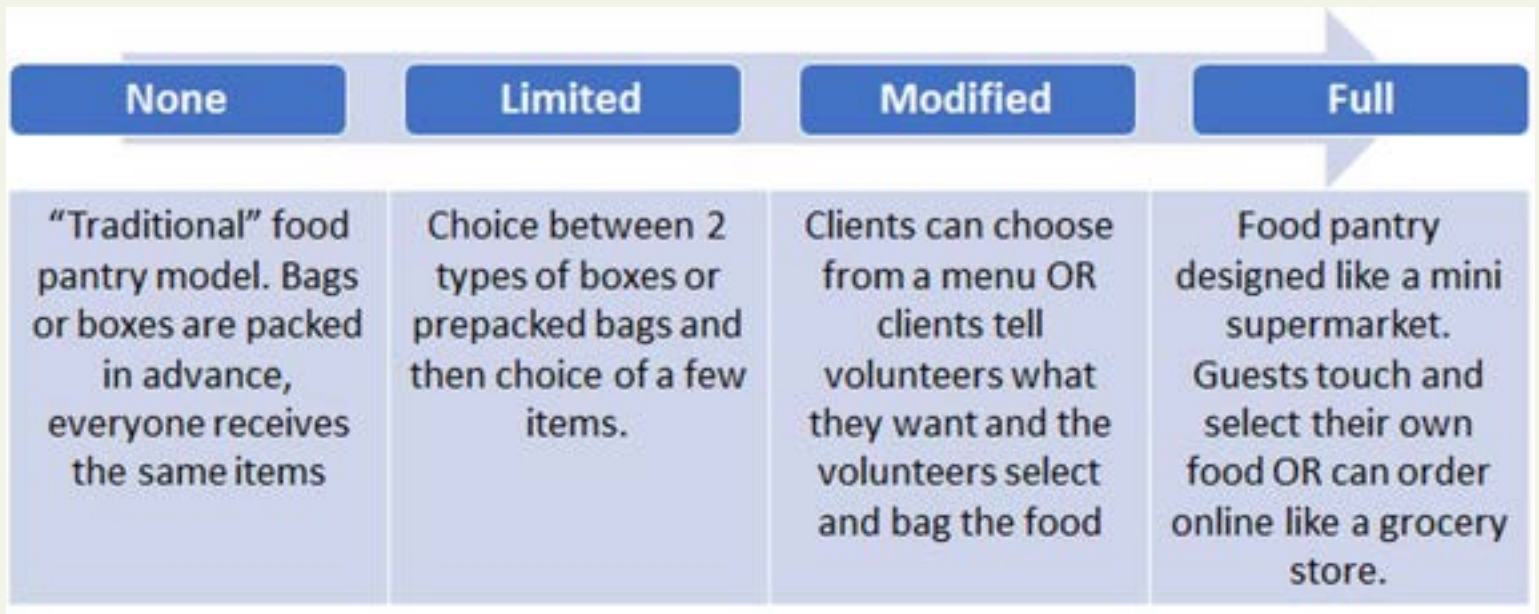 None
Limited
Modified
Full
“Traditional” food
pantry model. Bags
or boxes are packed
in advance,
everyone receives
the same items
Choice between 2
types of boxes or
prepacked bags and
then choice of a few
items.
Clients can choose
from a menu OR
clients tell
volunteers what
they want and the
volunteers select
and bag the food
Food pantry
designed like a mini
supermarket.
Guests touch and
select their own
food OR can order
online like a grocery
store.